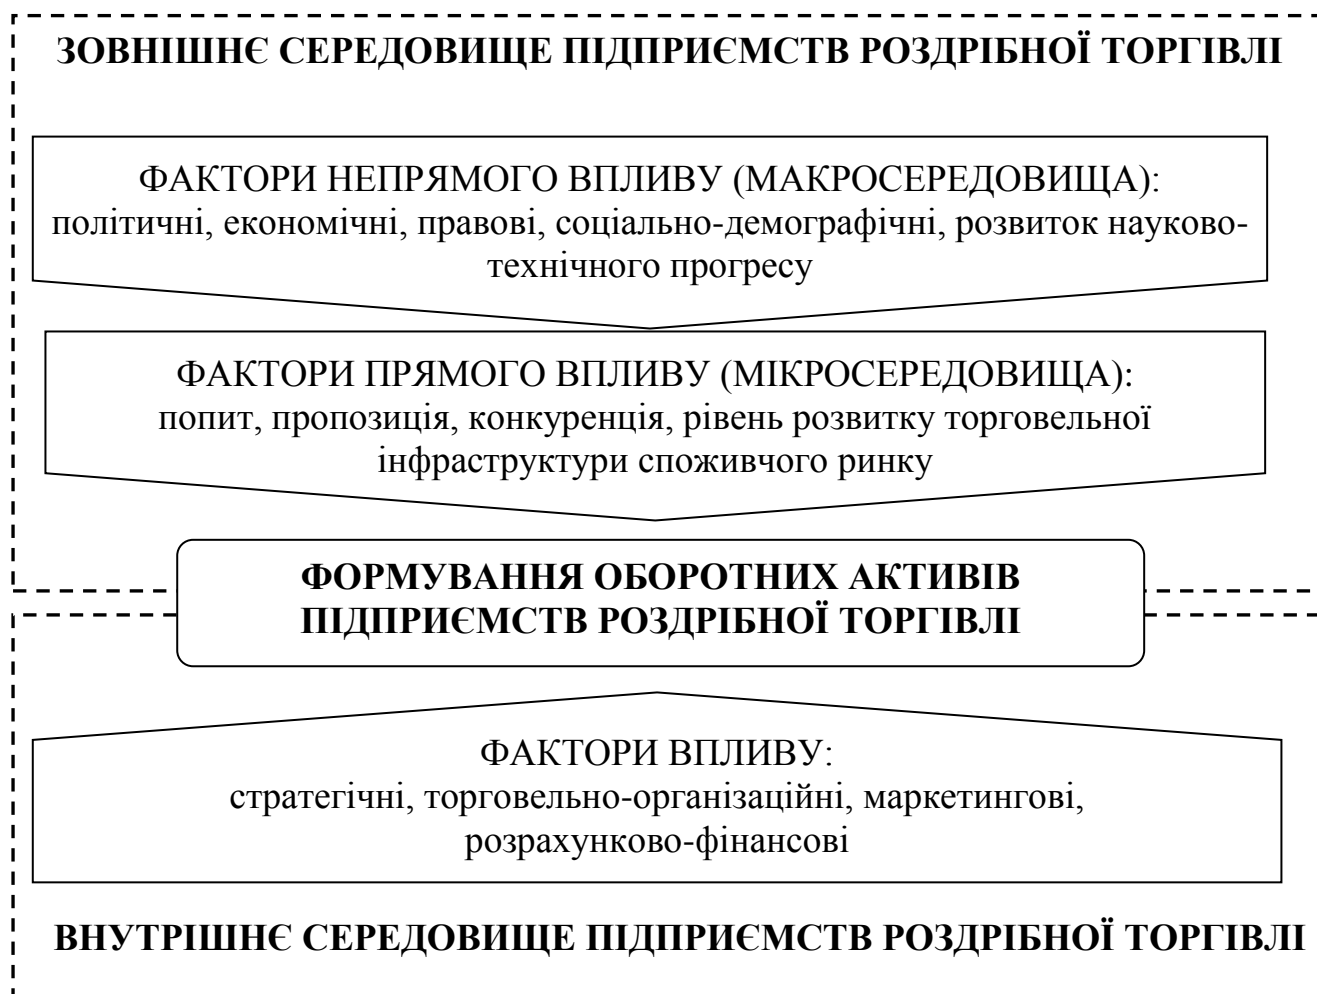 ЗОВНІШНЄ СЕРЕДОВИЩЕ ПІДПРИЄМСТВ РОЗДРІБНОЇ ТОРГІВЛІ
ФАКТОРИ НЕПРЯМОГО ВПЛИВУ (МАКРОСЕРЕДОВИЩА):
політичні, економічні, правові, соціально-демографічні, розвиток науково-
технічного прогресу
ФАКТОРИ ПРЯМОГО ВПЛИВУ (МІКРОСЕРЕДОВИЩА):
попит, пропозиція, конкуренція, рівень розвитку торговельної
інфраструктури споживчого ринку
ФОРМУВАННЯ ОБОРОТНИХ АКТИВІВ
ПІДПРИЄМСТВ РОЗДРІБНОЇ ТОРГІВЛІ
ФАКТОРИ ВПЛИВУ:
стратегічні, торговельно-організаційні, маркетингові,
розрахунково-фінансові
ВНУТРІШНЄ СЕРЕДОВИЩЕ ПІДПРИЄМСТВ РОЗДРІБНОЇ ТОРГІВЛІ